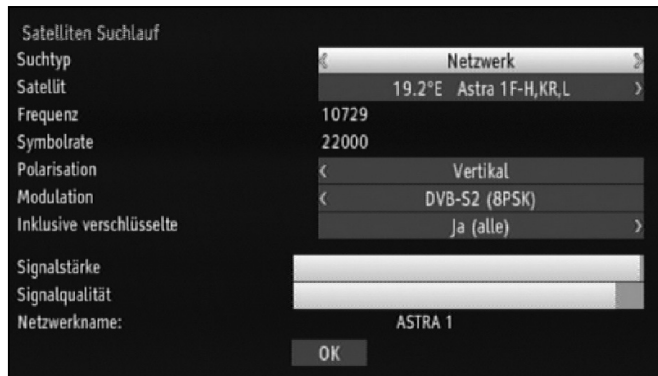 Satelliten Suchlauf
Suchtyp Netzwerk
Satellit 19.2°E Astra 1F-H,KR,L
Frequenz 10729
Symbolrate 22000
Polarisation Vertikal
Modulation DVB-S2 (8PSK)
Inklusive verschlüsselte Ja (alle)
Signalstärke
Signalqualität
Netzwerkname: ASTRA 1
OK